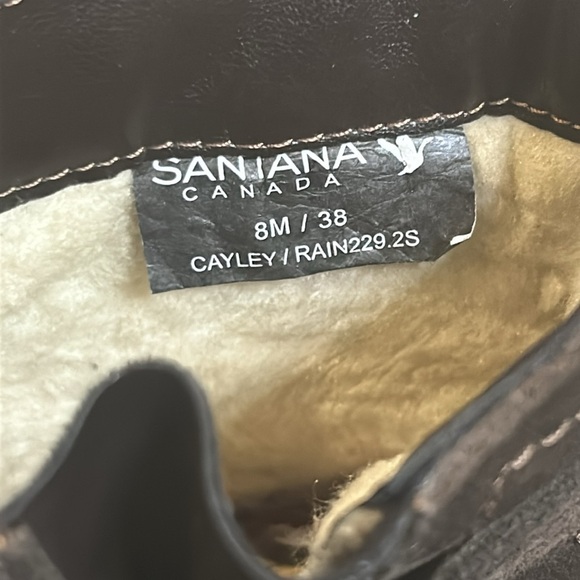 SANTANA
CANADA
8M / 38
CAYLEY / RAIN229.2S